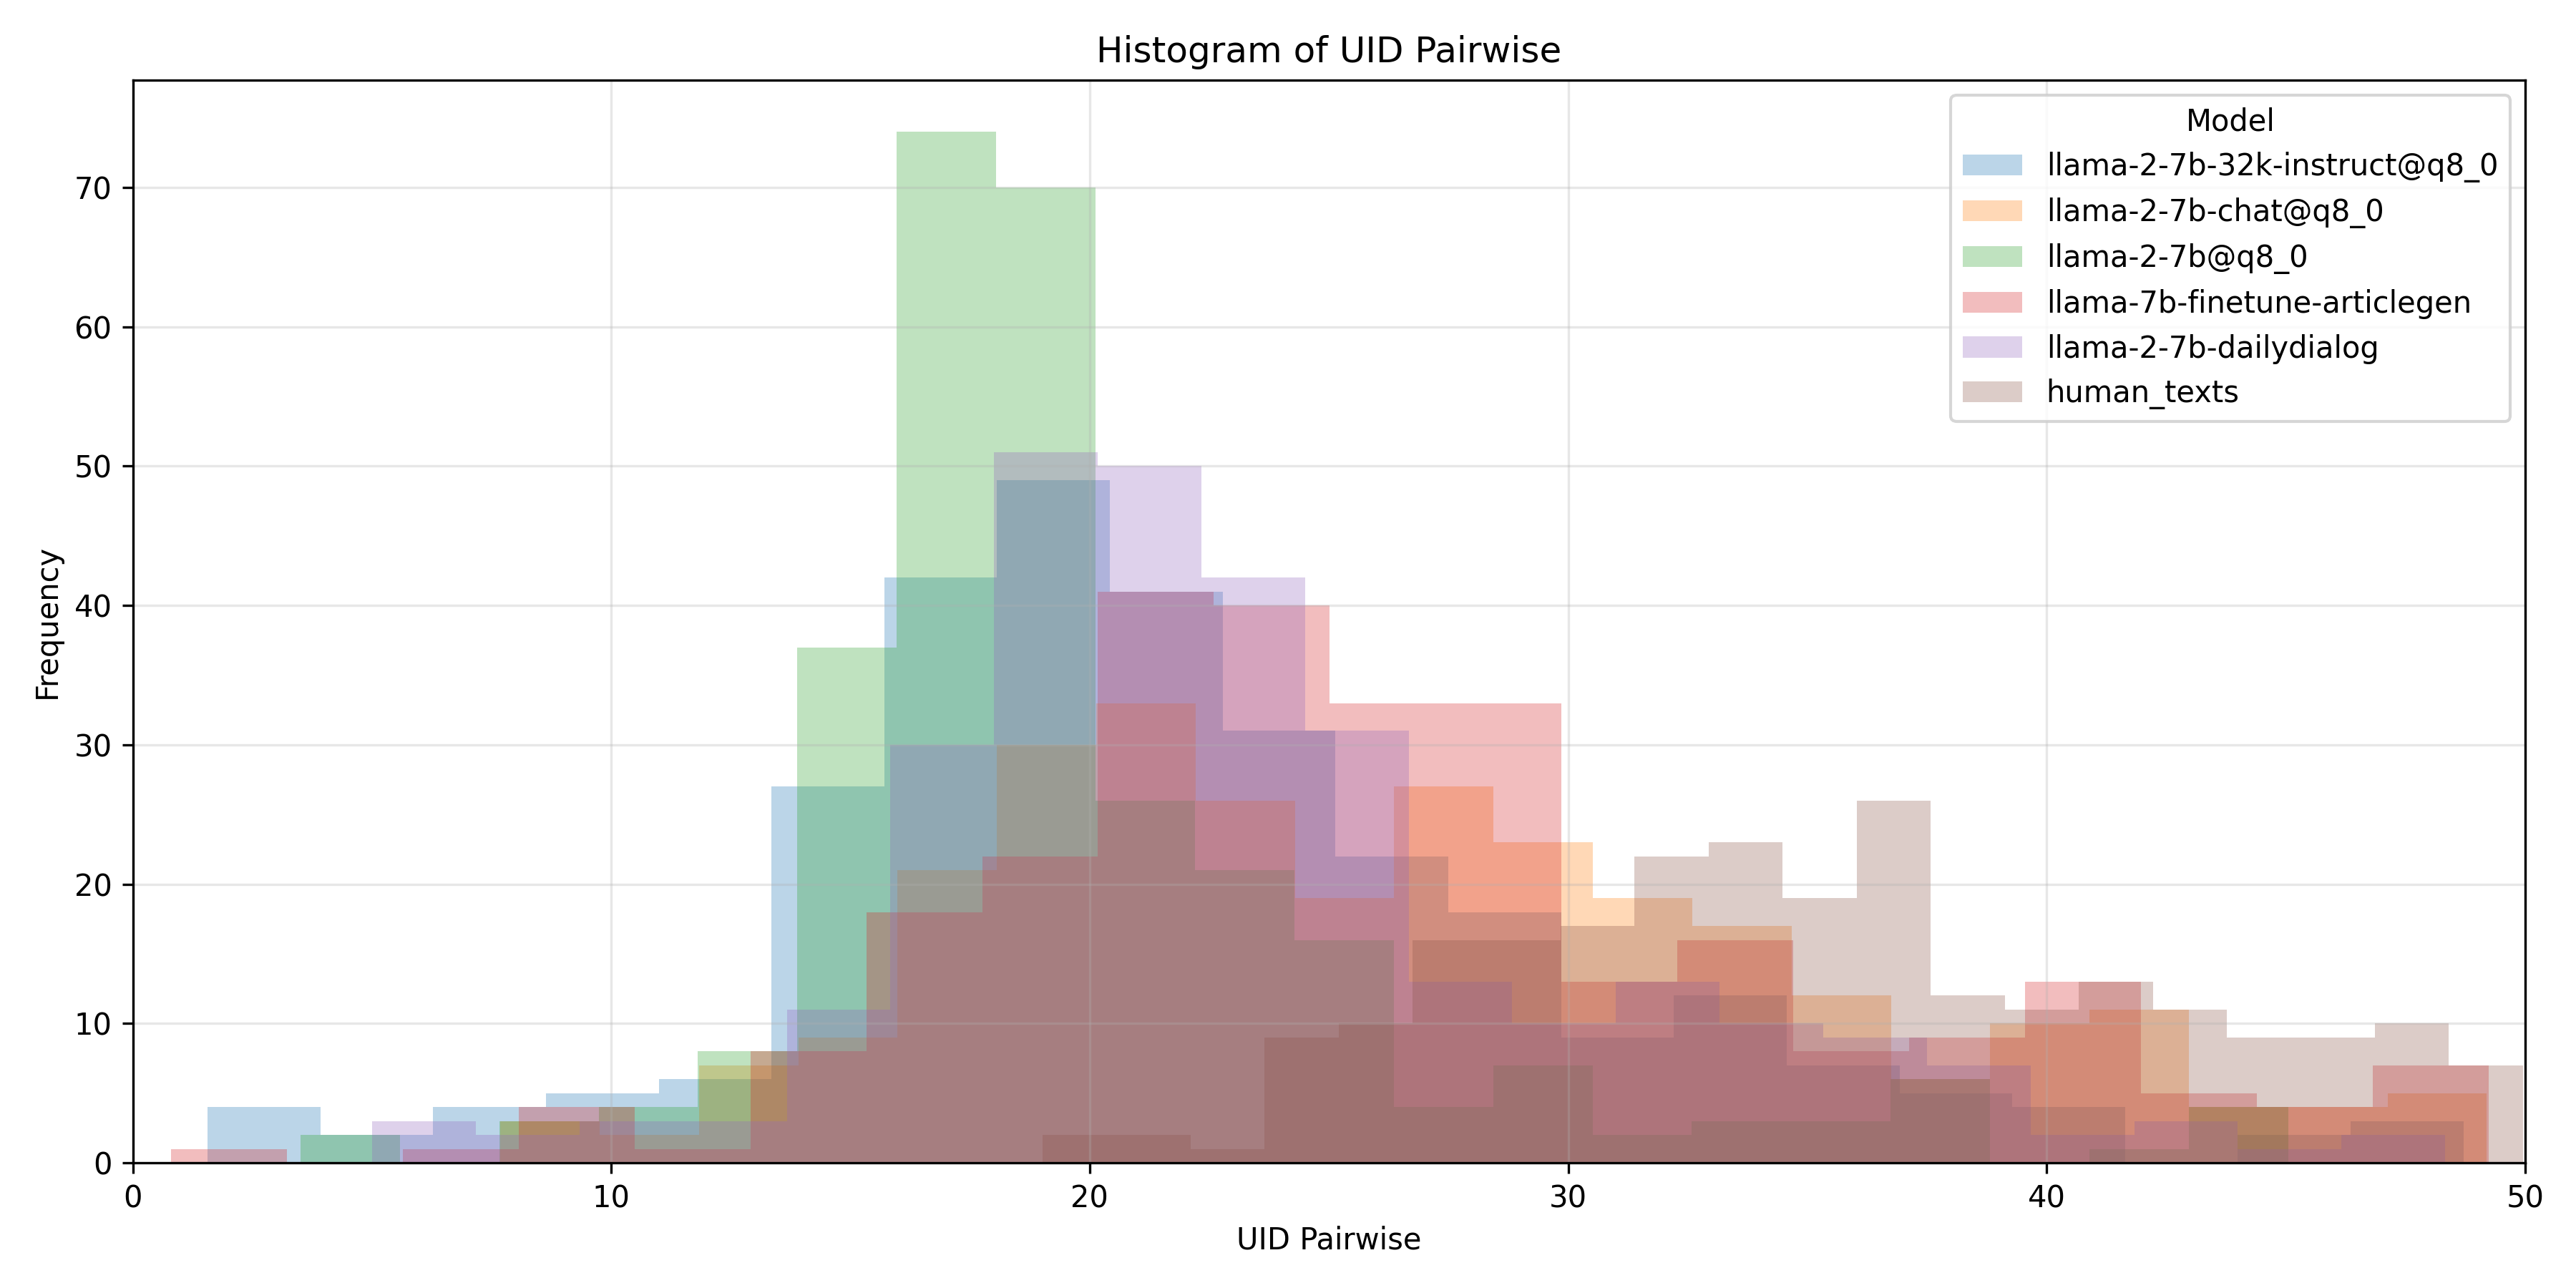 Histogram of UID Pairwise
Model
llama-2-7b-32k-instruct@q8_0
llama-2-7b-chat@q8_0
llama-2-7b@q8_0
llama-7b-finetune-articlegen
llama-2-7b-dailydialog
human_texts
Frequency
70
60
50
40
30
20
10
0
0 10 20 30 40 50
UID Pairwise